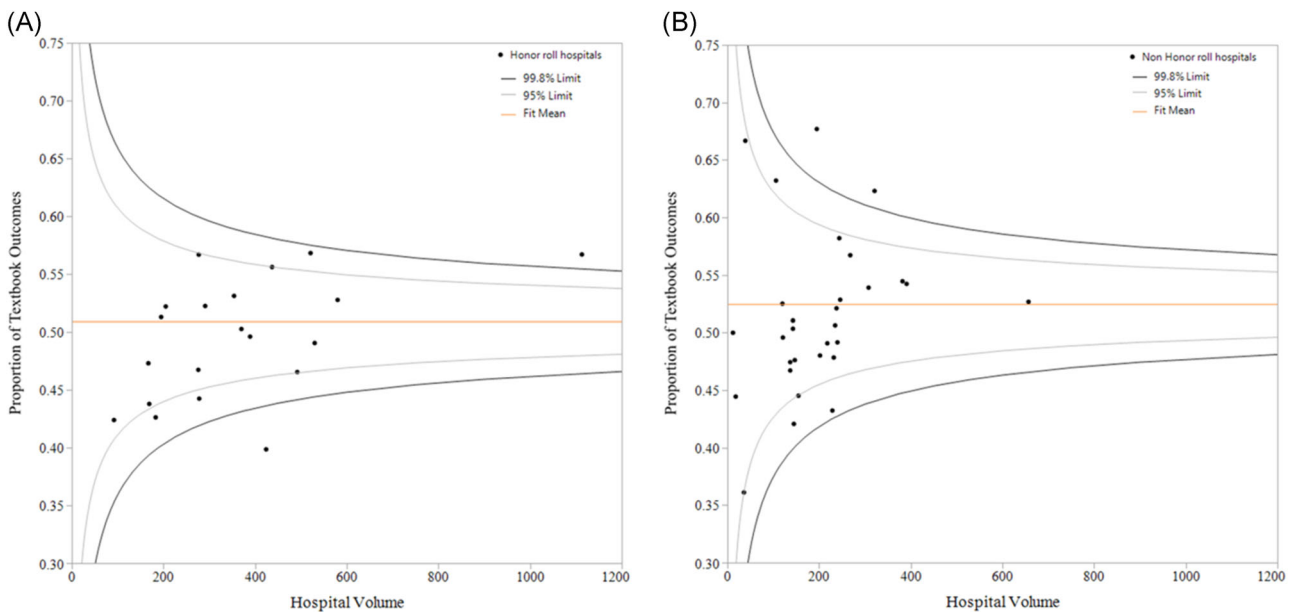 (A)
Proportion of Textbook Outcomes
0.75
0.70
0.65
0.60
0.55
0.50
0.45
0.40
0.35
0.30
Honor roll hospitals
99.8% Limit
95% Limit
Fit Mean
0 200 400 600 800 1000 1200
Hospital Volume
(B)
Proportion of Textbook Outcomes
0.75
0.70
0.65
0.60
0.55
0.50
0.45
0.40
0.35
0.30
Non Honor roll hospitals
99.8% Limit
95% Limit
Fit Mean
0 200 400 600 800 1000 1200
Hospital Volume